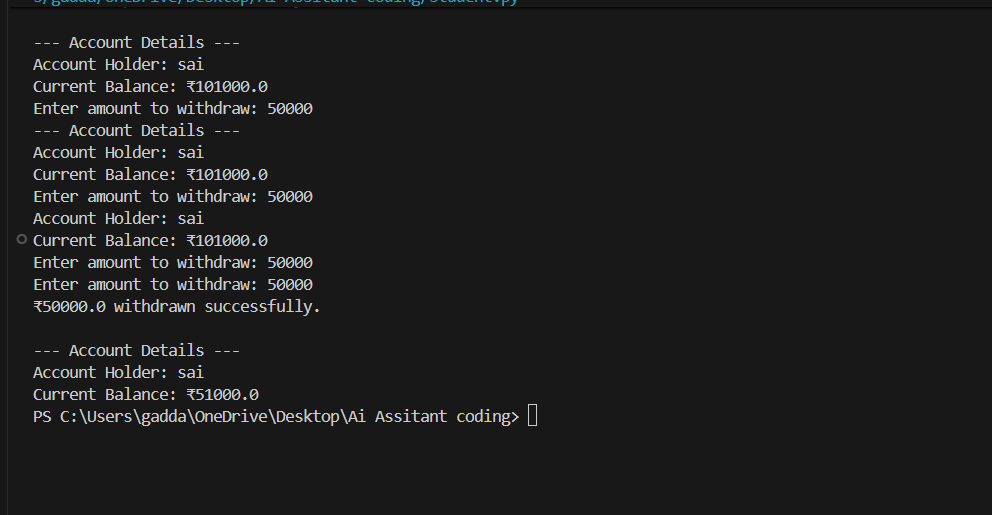 --- Account Details ---
Account Holder: sai
Current Balance: ₹101000.0
Enter amount to withdraw: 50000
--- Account Details ---
Account Holder: sai
Current Balance: ₹101000.0
Enter amount to withdraw: 50000
Account Holder: sai
Current Balance: ₹101000.0
Enter amount to withdraw: 50000
Enter amount to withdraw: 50000
₹50000.0 withdrawn successfully.
--- Account Details ---
Account Holder: sai
Current Balance: ₹51000.0
PS C:\Users\gadda\OneDrive\Desktop\Ai Assitant coding>